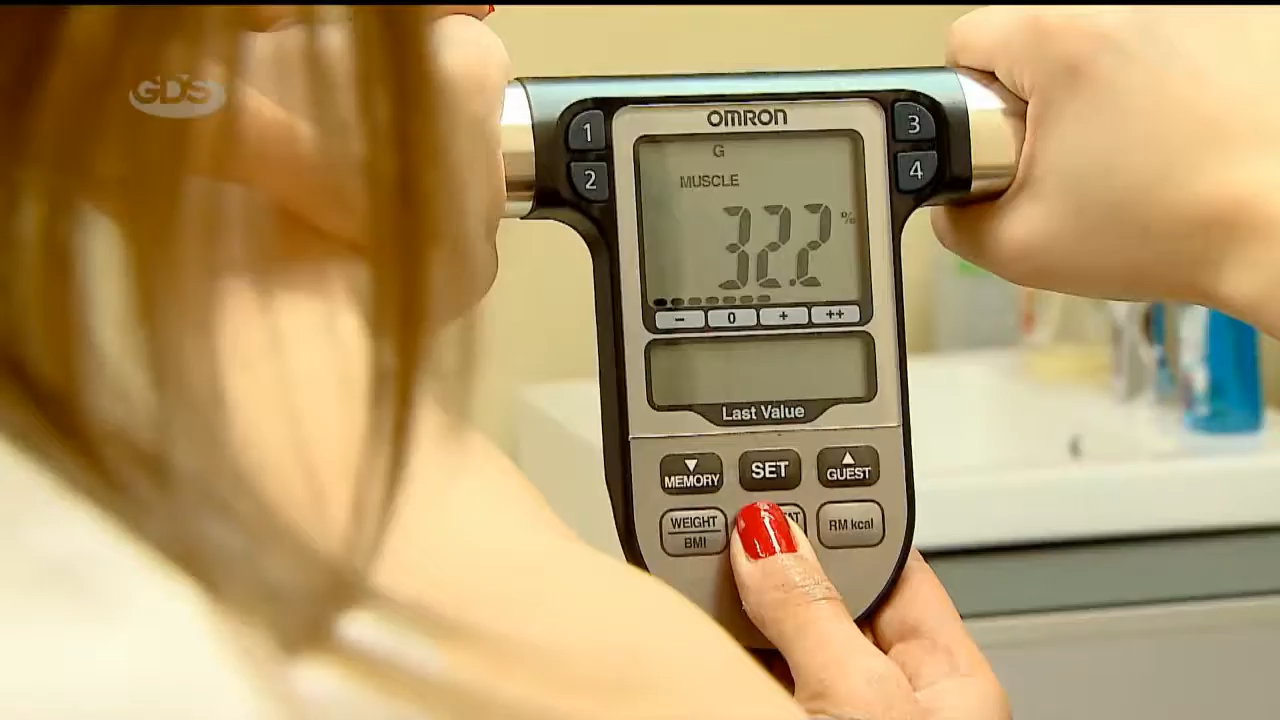 GDS
OMRON
1
2
3
4
G
MUSCLE
32.2 %
- 0 + ++
Last Value
MEMORY SET GUEST
WEIGHT
BMI
RM kcal